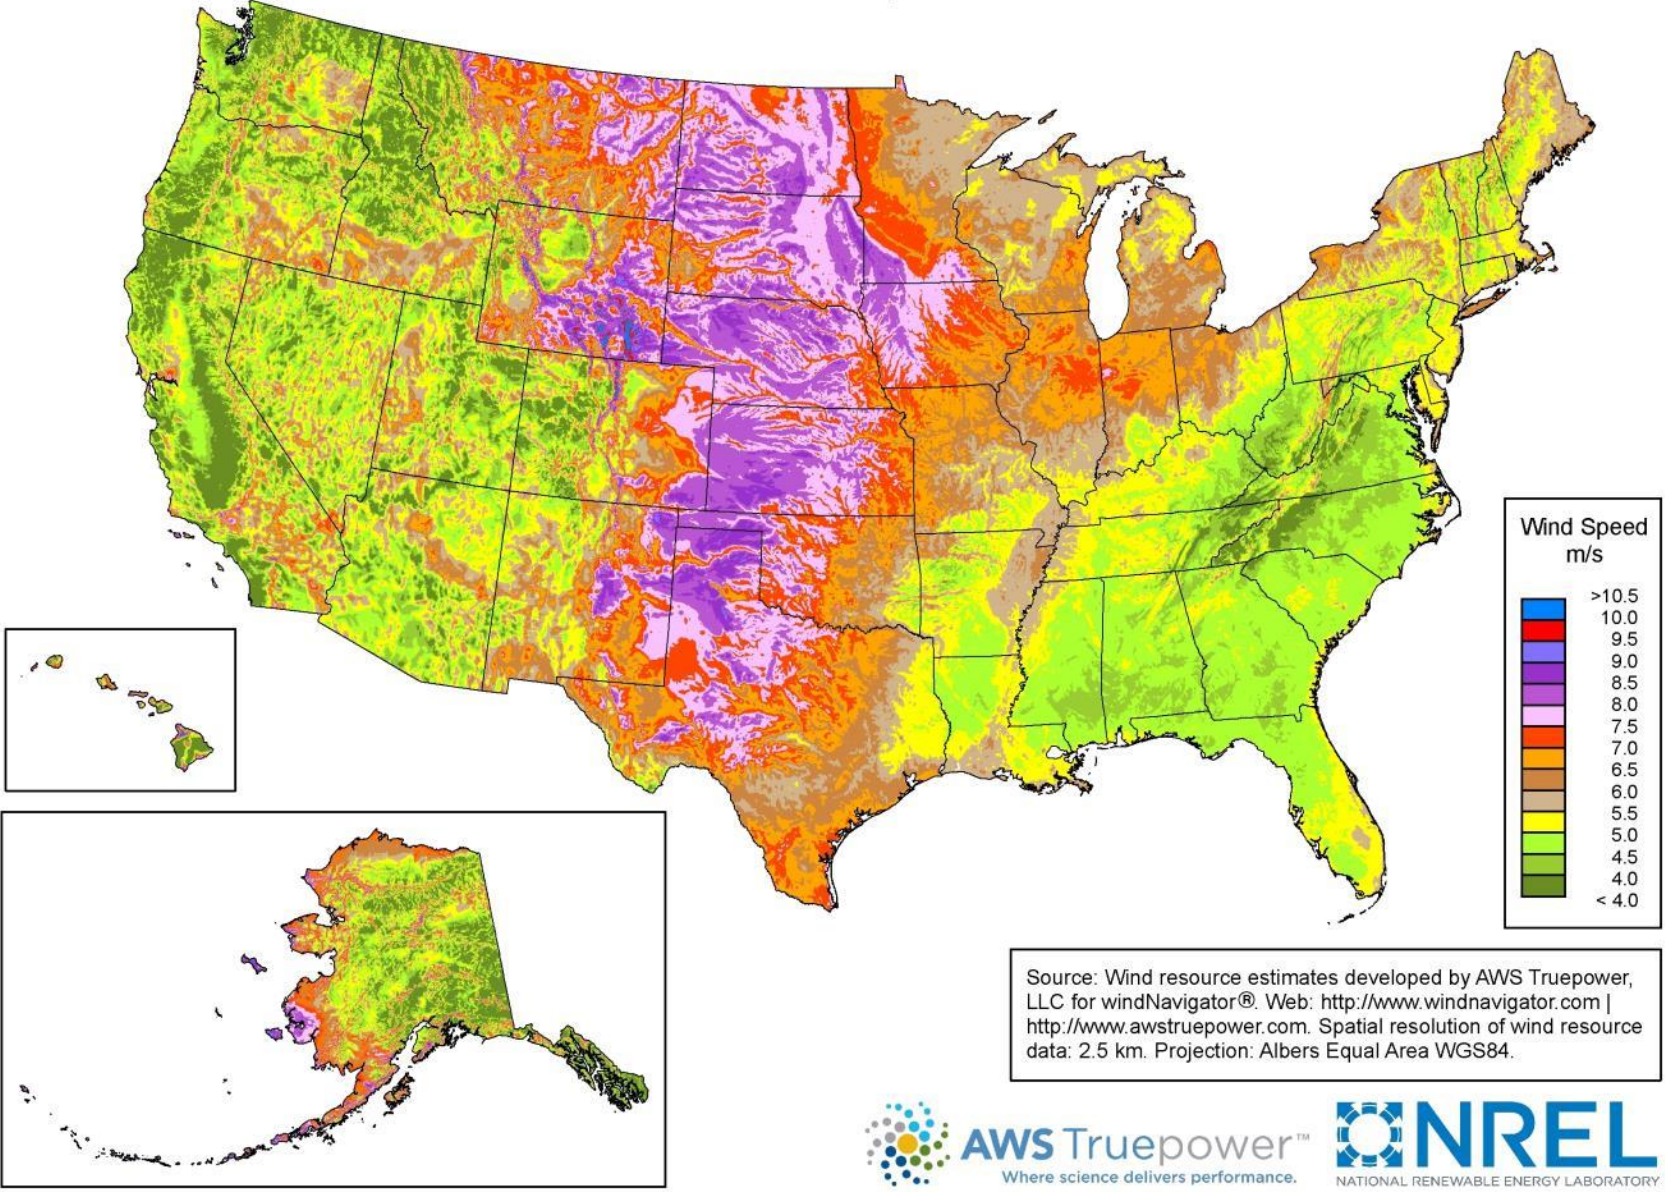 Wind Speed
m/s
>10.5
10.0
9.5
9.0
8.5
8.0
7.5
7.0
6.5
6.0
5.5
5.0
4.5
4.0
< 4.0
Source: Wind resource estimates developed by AWS Truepower,
LLC for windNavigator®. Web: http://www.windnavigator.com |
http://www.awstruepower.com. Spatial resolution of wind resource
data: 2.5 km. Projection: Albers Equal Area WGS84.
AWS Truepower™
Where science delivers performance.
NREL
NATIONAL RENEWABLE ENERGY LABORATORY